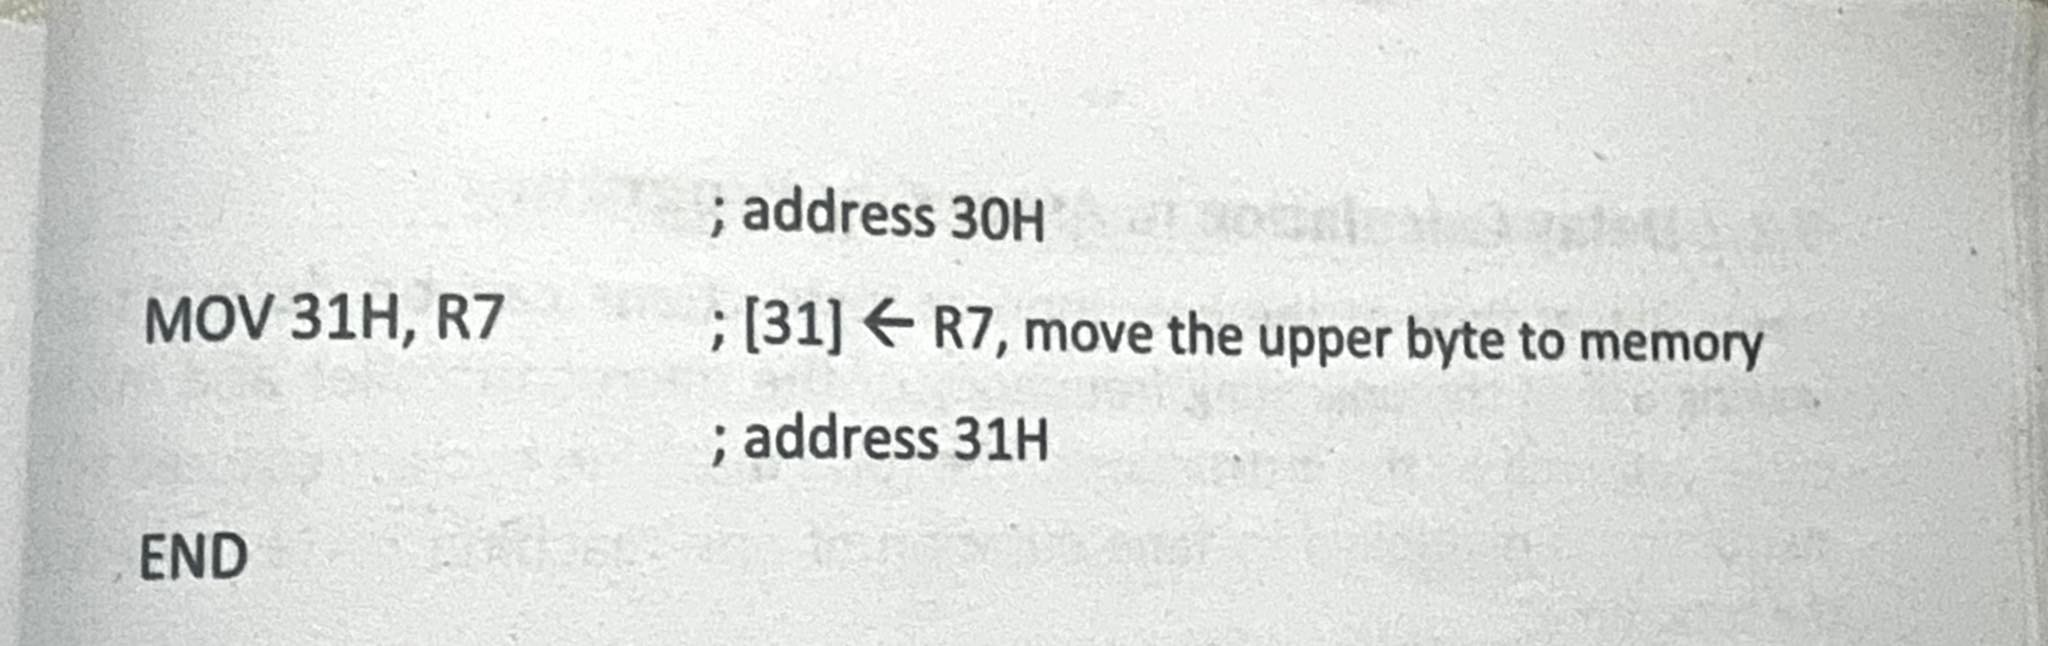 ; address 30H
MOV 31H, R7 ; [31] ← R7, move the upper byte to memory
; address 31H
END